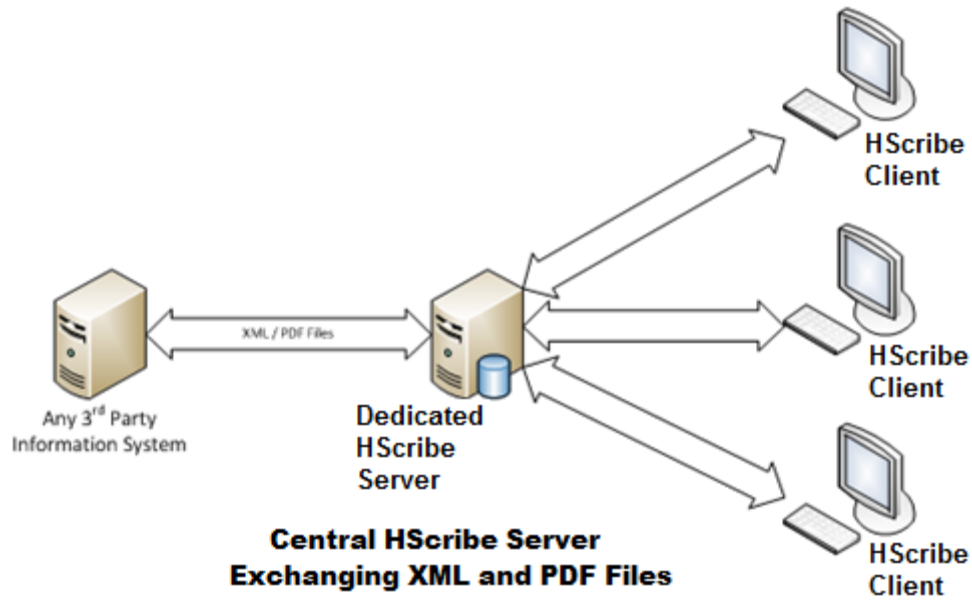 HScribe
Client
XML / PDF Files
HScribe
Client
Any 3rd Party
Information System
Dedicated
HScribe
Server
HScribe
Client
Central HScribe Server
Exchanging XML and PDF Files